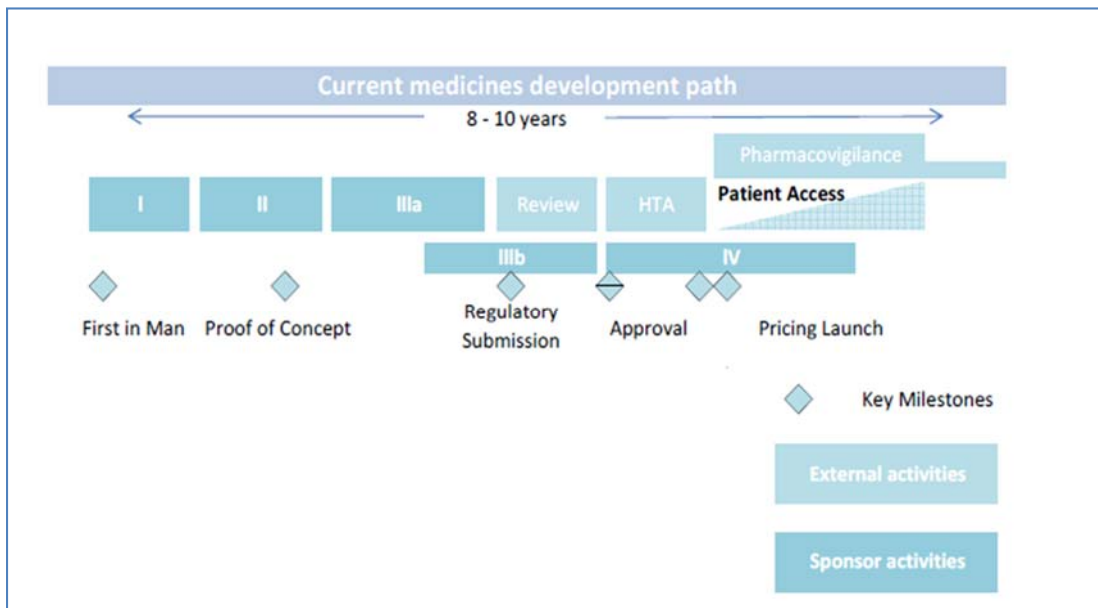 Current medicines development path
8 - 10 years
Pharmacovigilance
Patient Access
I
II
IIIa
Review
HTA
IIIb
IV
First in Man
Proof of Concept
Regulatory
Submission
Approval
Pricing Launch
Key Milestones
External activities
Sponsor activities